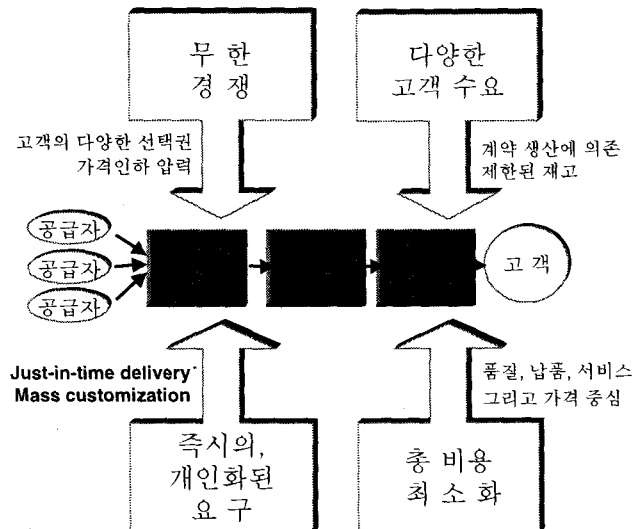 무 한
경 쟁
다양한
고객 수요
고객의 다양한 선택권
가격인하 압력
계약 생산에 의존
제한된 재고
공급자
공급자
공급자
고 객
Just-in-time delivery
Mass customization
품질, 납품, 서비스
그리고 가격 중심
즉시의,
개인화된
요 구
총 비용
최 소 화